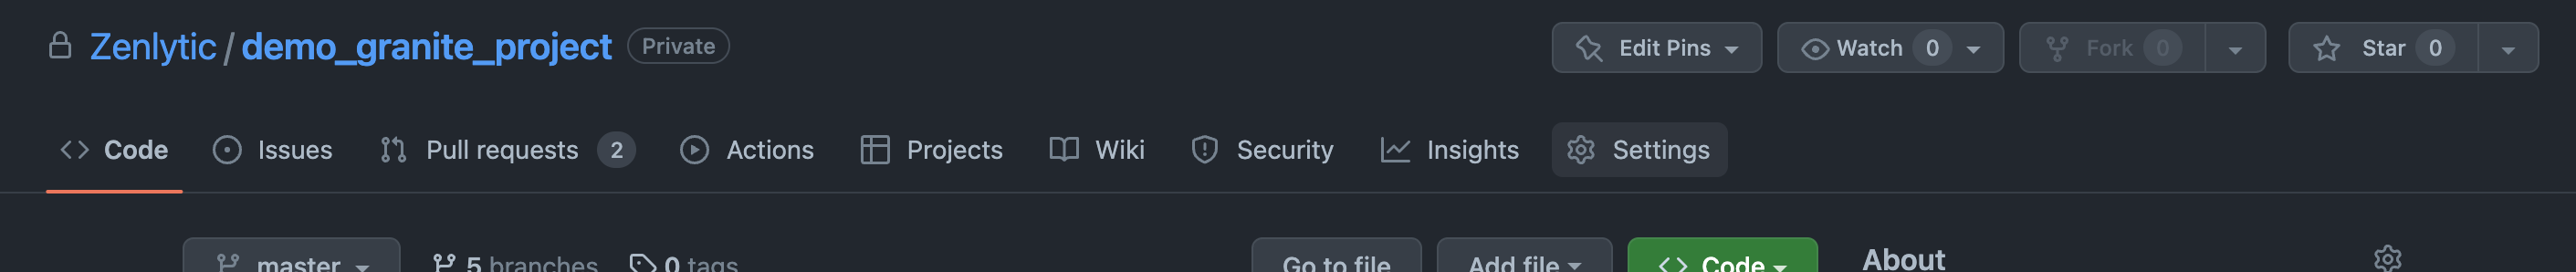 Zenlytic/demo_granite_project Private Edit Pins Watch 0 Fork 0 Star 0
Code Issues Pull requests 2 Actions Projects Wiki Security Insights Settings
master 5 branches 0 tags Go to file Add file Code About